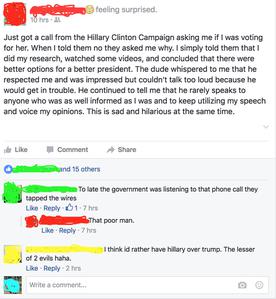 feeling surprised.
10 hrs ·
Just got a call from the Hillary Clinton Campaign asking me if I was voting
for her. When I told them no they asked me why. I simply told them that I
did my research, watched some videos, and concluded that there were
better options for a better president. The dude whispered to me that he
respected me and was impressed but couldn't talk too loud because he
would get in trouble. He continued to tell me that he rarely speaks to
anyone who was as well informed as I was and to keep utilizing my speech
and voice my opinions. This is sad and hilarious at the same time.
Like Comment Share
and 15 others
To late the government was listening to that phone call they
tapped the wires
Like · Reply · 1 · 7 hrs
That poor man.
Like · Reply · 7 hrs
I think id rather have hillary over trump. The lesser
of 2 evils haha.
Like · Reply · 2 hrs
Write a comment...